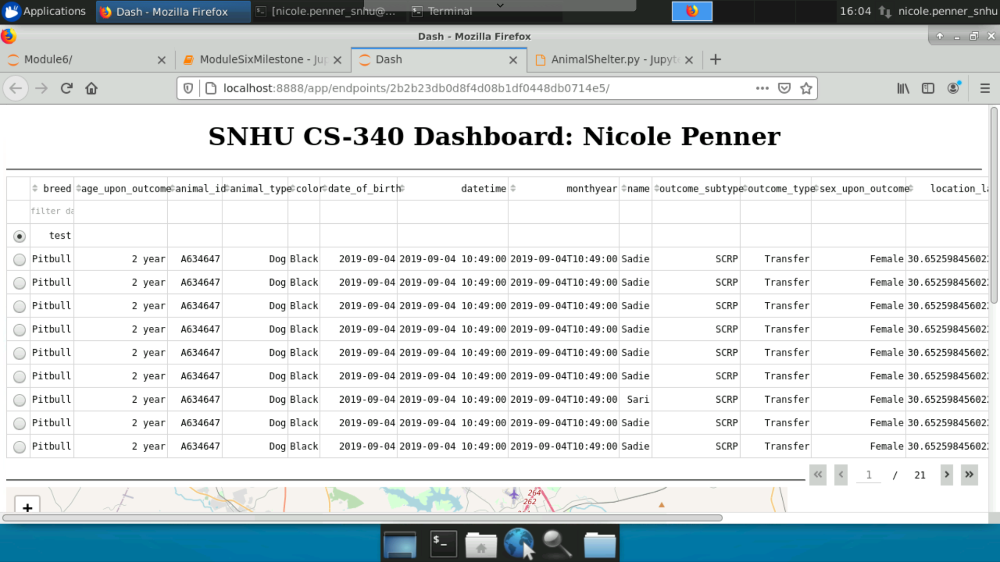 Applications Dash - Mozilla Firefox [nicole.penner_snhu@... Terminal 16:04 nicole.penner_snhu
Dash - Mozilla Firefox
Module6/ ModuleSixMilestone - Jup Dash AnimalShelter.py - Jupyte
localhost:8888/app/endpoints/2b2b23db0d8f4d08b1df0448db0714e5/
SNHU CS-340 Dashboard: Nicole Penner
breed age_upon_outcome animal_id animal_type color date_of_birth datetime monthyear name outcome_subtype outcome_type sex_upon_outcome location_la
filter da
test
Pitbull 2 year A634647 Dog Black 2019-09-04 2019-09-04 10:49:00 2019-09-04T10:49:00 Sadie SCRP Transfer Female 30.652598456022
Pitbull 2 year A634647 Dog Black 2019-09-04 2019-09-04 10:49:00 2019-09-04T10:49:00 Sadie SCRP Transfer Female 30.652598456022
Pitbull 2 year A634647 Dog Black 2019-09-04 2019-09-04 10:49:00 2019-09-04T10:49:00 Sadie SCRP Transfer Female 30.652598456022
Pitbull 2 year A634647 Dog Black 2019-09-04 2019-09-04 10:49:00 2019-09-04T10:49:00 Sadie SCRP Transfer Female 30.652598456022
Pitbull 2 year A634647 Dog Black 2019-09-04 2019-09-04 10:49:00 2019-09-04T10:49:00 Sadie SCRP Transfer Female 30.652598456022
Pitbull 2 year A634647 Dog Black 2019-09-04 2019-09-04 10:49:00 2019-09-04T10:49:00 Sadie SCRP Transfer Female 30.652598456022
Pitbull 2 year A634647 Dog Black 2019-09-04 2019-09-04 10:49:00 2019-09-04T10:49:00 Sari SCRP Transfer Female 30.652598456022
Pitbull 2 year A634647 Dog Black 2019-09-04 2019-09-04 10:49:00 2019-09-04T10:49:00 Sadie SCRP Transfer Female 30.652598456022
Pitbull 2 year A634647 Dog Black 2019-09-04 2019-09-04 10:49:00 2019-09-04T10:49:00 Sadie SCRP Transfer Female 30.652598456022
« ‹ 1 / 21 › »
264
+ 262
$_